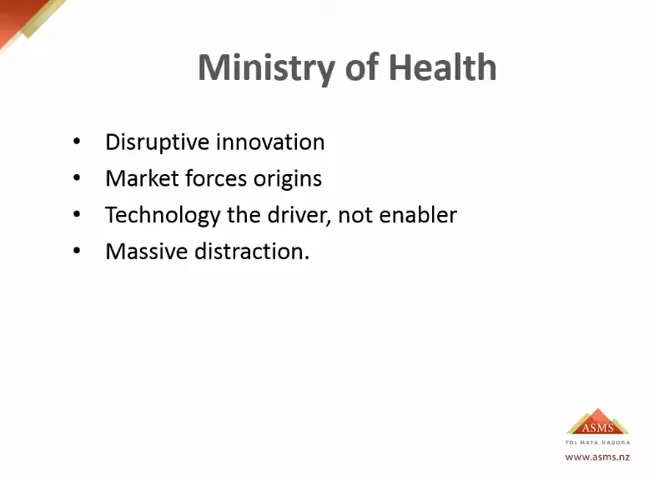 Ministry of Health
• Disruptive innovation
• Market forces origins
• Technology the driver, not enabler
• Massive distraction.
ASMS
TOI MATA HAUORA
www.asms.nz